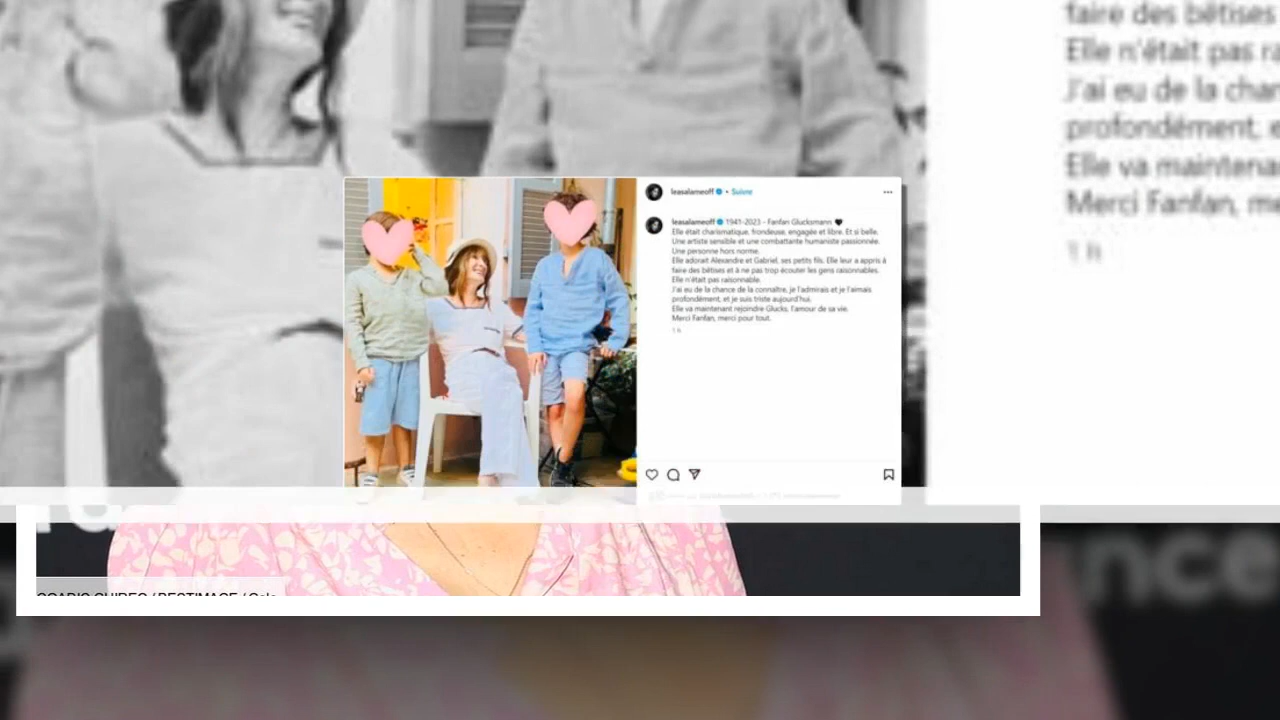 faire des bêtises
Elle n'était pas ra
J'ai eu de la chan
profondément, e
Elle va maintena
Merci Fanfan, me
1 h
leasalameoff • Suivre
leasalameoff 1941-2023 - Fanfan Glucksmann 🖤
Elle était charismatique, frondeuse, engagée et libre. Et si belle.
Une artiste sensible et une combattante humaniste passionnée.
Une personne hors norme.
Elle adorait Alexandre et Gabriel, ses petits fils. Elle leur a appris à
faire des bêtises et à ne pas trop écouter les gens raisonnables.
Elle n'était pas raisonnable.
J'ai eu de la chance de la connaître, je l'admirais et je l'aimais
profondément, et je suis triste aujourd'hui.
Elle va maintenant rejoindre Glucks, l'amour de sa vie.
Merci Fanfan, merci pour tout.
1 h
nce